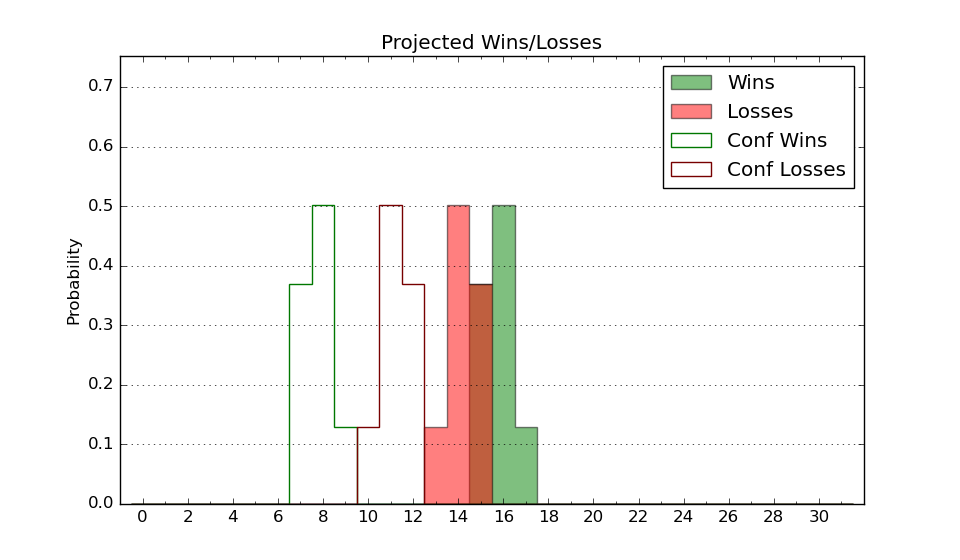 Projected Wins/Losses
Wins
Losses
Conf Wins
Conf Losses
Probability
0.7
0.6
0.5
0.4
0.3
0.2
0.1
0.0
0 2 4 6 8 10 12 14 16 18 20 22 24 26 28 30